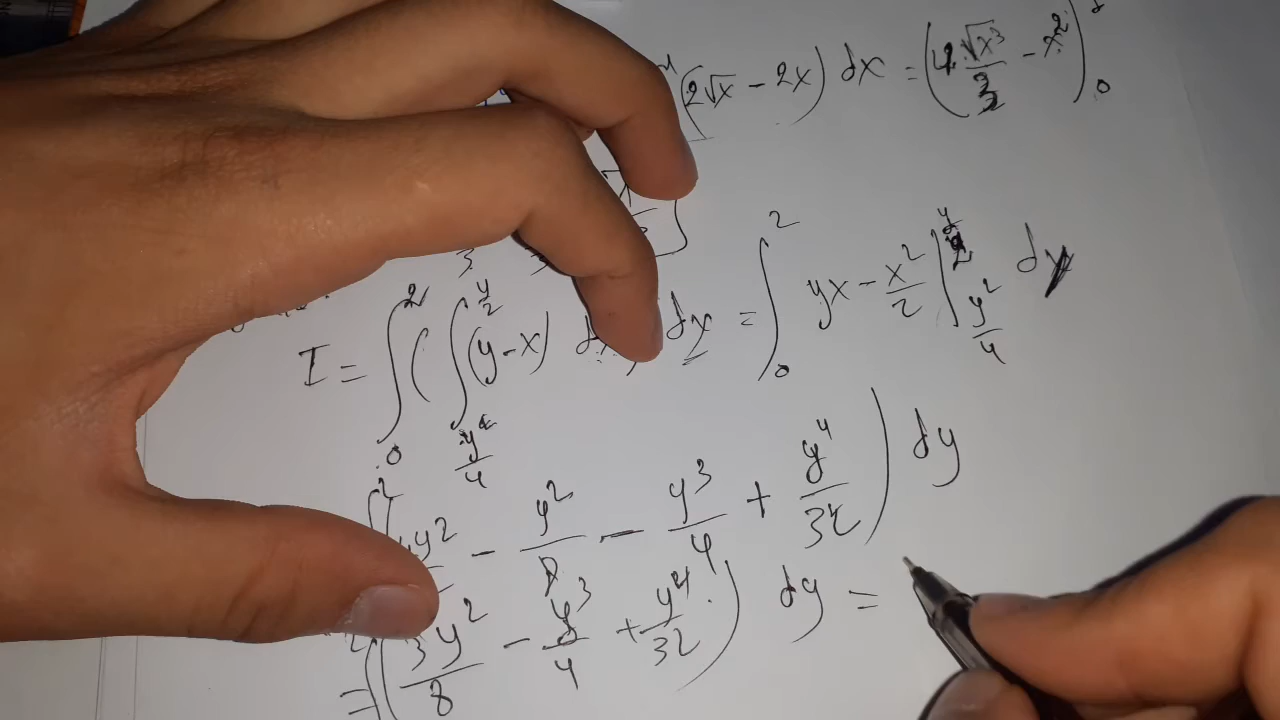 (2√x - 2x) dx = (4 √x³/3 - x²)
0
I = ∫₀² ( ∫_{y²/4}^{y/2} (y-x) dx) dy = ∫₀² yx - x²/2 |_{y²/4}^{y/2} dy
y² - y²/8 - y³/4 + y⁴/32 ) dy
= ( 3y²/8 - y³/4 + y⁴/32 ) dy =